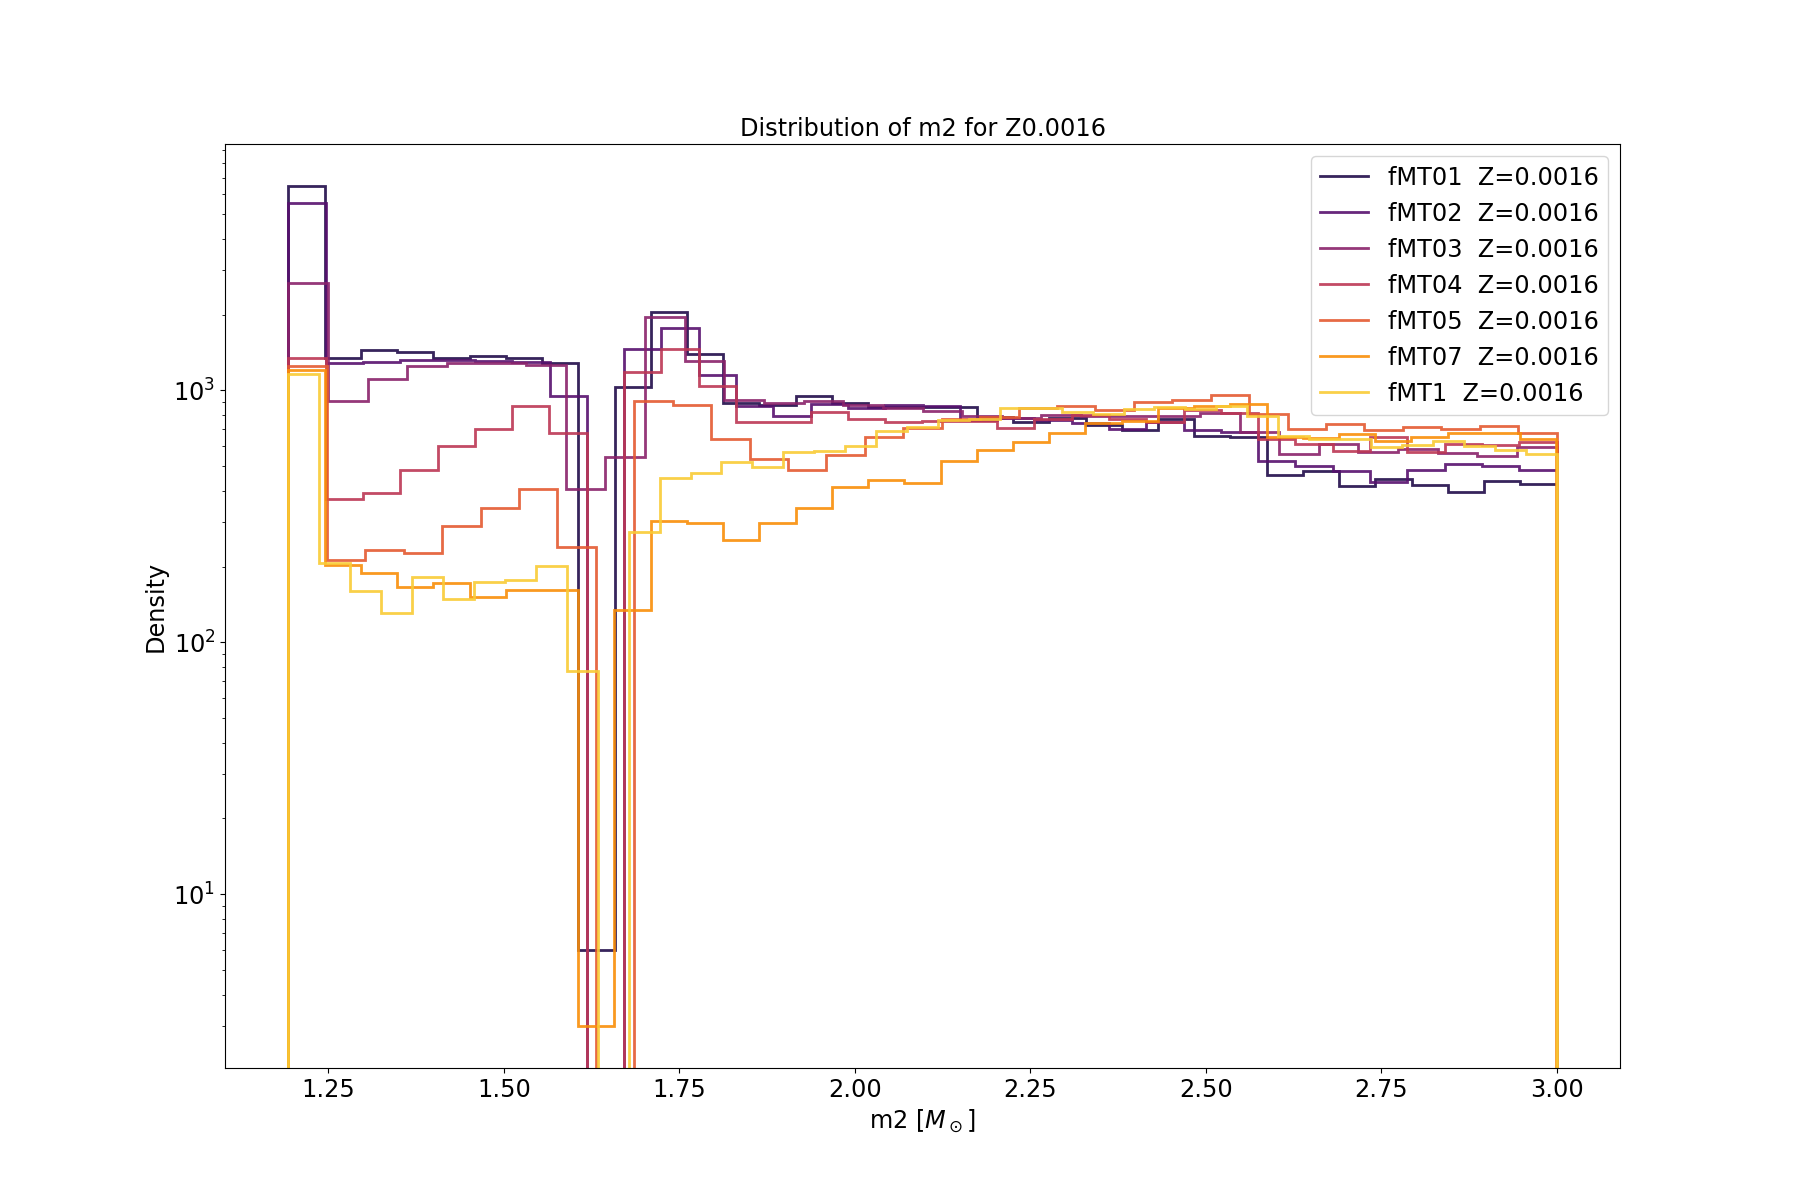 Distribution of m2 for Z0.0016
fMT01 Z=0.0016
fMT02 Z=0.0016
fMT03 Z=0.0016
fMT04 Z=0.0016
fMT05 Z=0.0016
fMT07 Z=0.0016
fMT1 Z=0.0016
Density
10³
10²
10¹
1.25 1.50 1.75 2.00 2.25 2.50 2.75 3.00
m2 [M⊙]